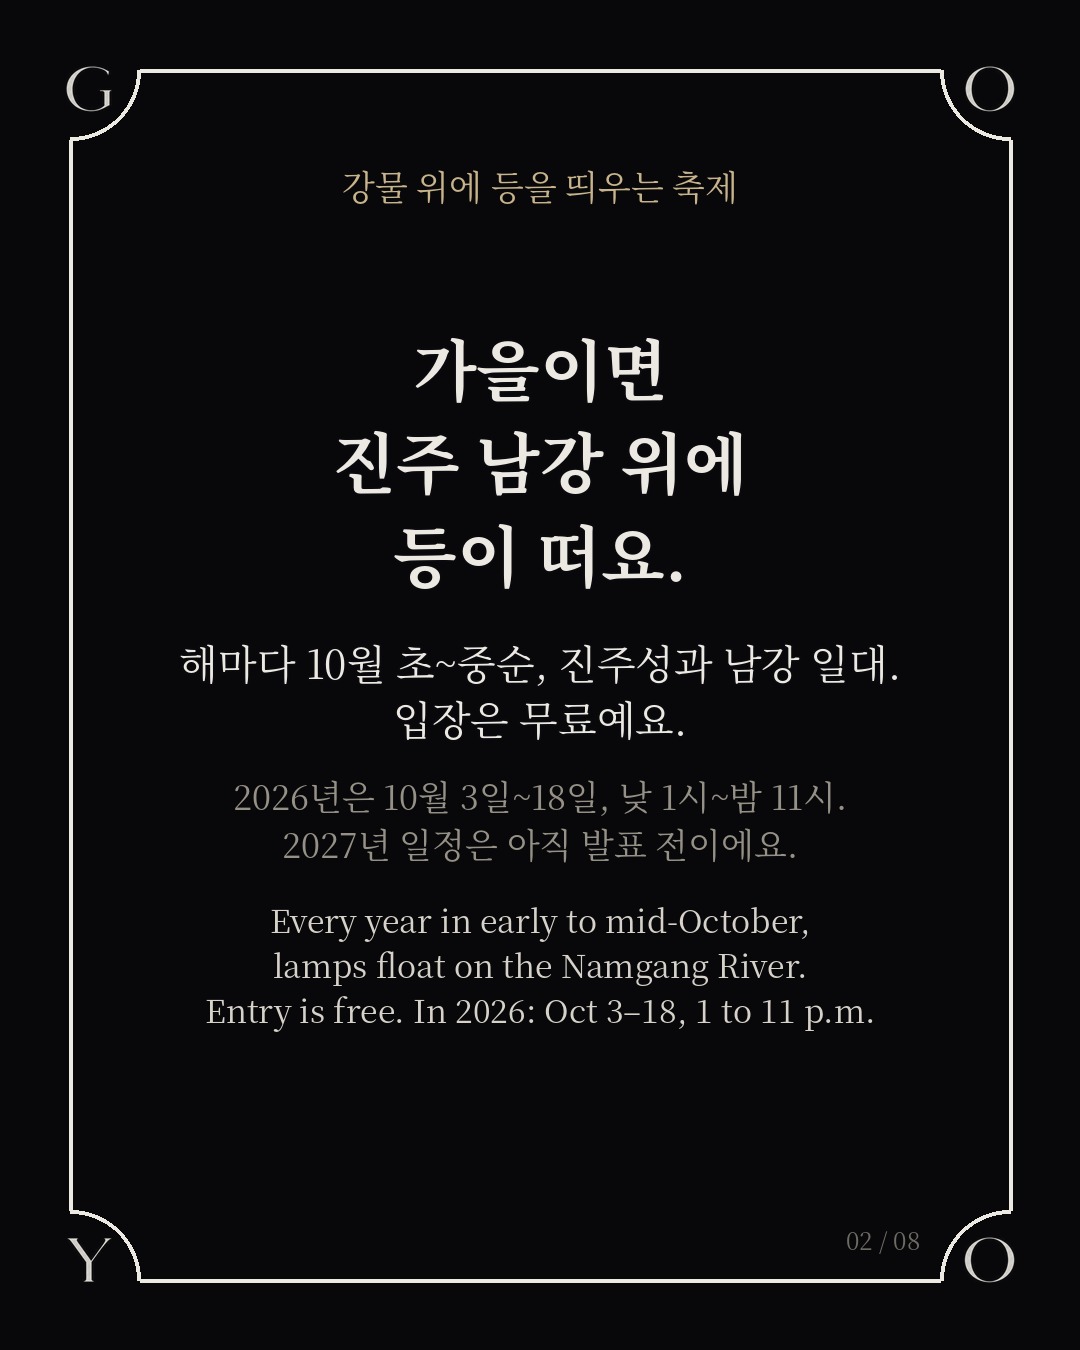 G O
강물 위에 등을 띄우는 축제
가을이면
진주 남강 위에
등이 떠요.
해마다 10월 초~중순, 진주성과 남강 일대.
입장은 무료예요.
2026년은 10월 3일~18일, 낮 1시~밤 11시.
2027년 일정은 아직 발표 전이에요.
Every year in early to mid-October,
lamps float on the Namgang River.
Entry is free. In 2026: Oct 3–18, 1 to 11 p.m.
02 / 08
Y O